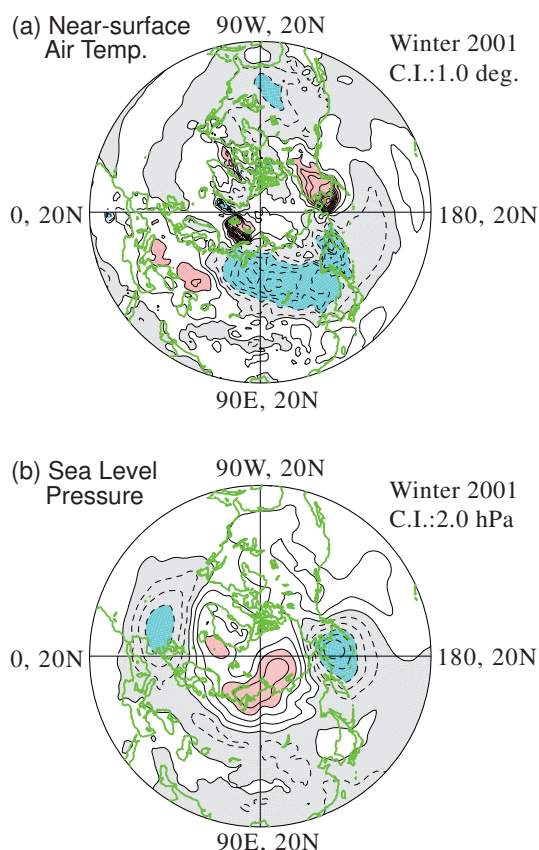 (a) Near-surface
Air Temp.
90W, 20N
Winter 2001
C.I.:1.0 deg.
0, 20N
180, 20N
90E, 20N
(b) Sea Level
Pressure
90W, 20N
Winter 2001
C.I.:2.0 hPa
0, 20N
180, 20N
90E, 20N